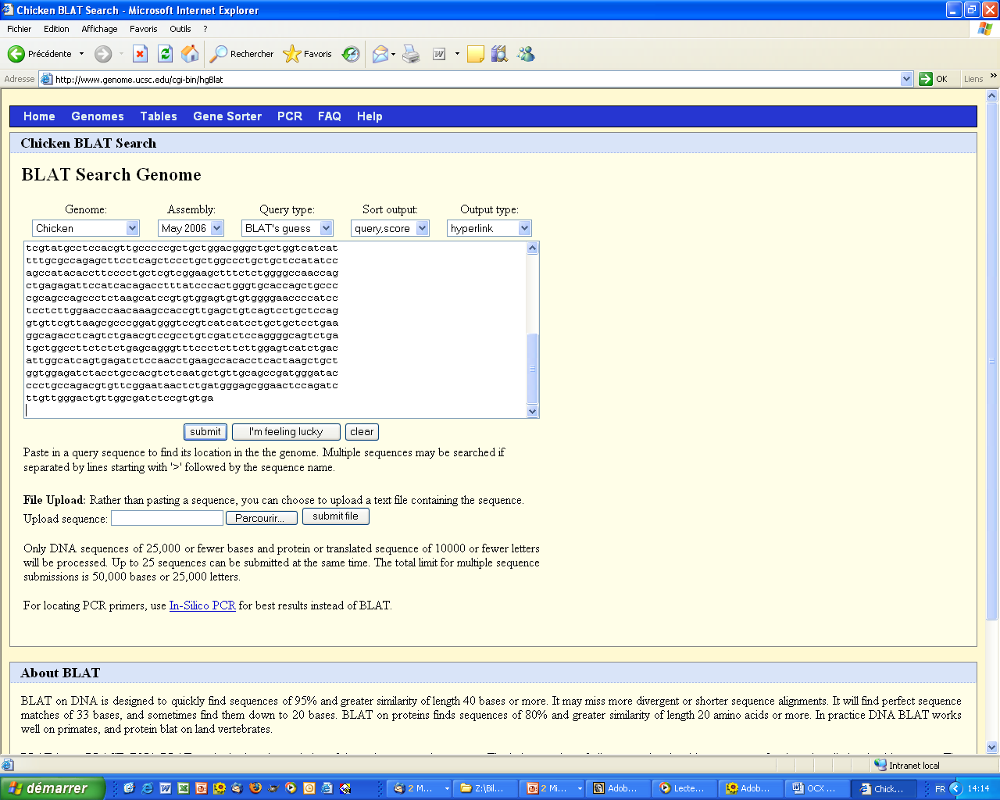 Chicken BLAT Search - Microsoft Internet Explorer
Fichier Edition Affichage Favoris Outils ?
Précédente Rechercher Favoris
Adresse http://www.genome.ucsc.edu/cgi-bin/hgBlat OK Liens »
Home Genomes Tables Gene Sorter PCR FAQ Help
Chicken BLAT Search
BLAT Search Genome
Genome: Assembly: Query type: Sort output: Output type:
Chicken May 2006 BLAT's guess query,score hyperlink
tcgtatgcctccacgttgcccccgctgctggacgggctgctggtcatcat
tttgcgccagagcttcctcagctccctgctggccctgctgctccatatcc
agccatacaccttcccctgctcgtcggaagctttctctggggccaaccag
ctgagagattccatcacagacctttatcccactgggtgcaccagctgccc
cgcagccagccctctaagcatccgtgtggagtgtgtggggaaccccatcc
tcctcttggaacccaacaaagccaccgttgagctgtcagtcctgctccag
gtgttcgttaagcgcccggatgggtccgtcatcatcctgctgctcctgaa
ggcagacctcagtctgaacgtccgcctgtcgatctccaggggcagtctga
tgctggccttctctctgagcagggtttccctcttcttggagtcatctgac
attggcatcagtgagatctccaacctgaagccacacctcactaagctgct
ggtggagatctacctgccacgtctcaatgctgttgcagccgatgggatac
ccctgccagacgtgttcggaataactctgatgggagcggaactccagatc
ttgttgggactgttggcgatctccgtgtga
submit I'm feeling lucky clear
Paste in a query sequence to find its location in the the genome. Multiple sequences may be searched if
separated by lines starting with '>' followed by the sequence name.
File Upload: Rather than pasting a sequence, you can choose to upload a text file containing the sequence.
Upload sequence: Parcourir... submit file
Only DNA sequences of 25,000 or fewer bases and protein or translated sequence of 10000 or fewer letters
will be processed. Up to 25 sequences can be submitted at the same time. The total limit for multiple sequence
submissions is 50,000 bases or 25,000 letters.
For locating PCR primers, use In-Silico PCR for best results instead of BLAT.
About BLAT
BLAT on DNA is designed to quickly find sequences of 95% and greater similarity of length 40 bases or more. It may miss more divergent or shorter sequence alignments. It will find perfect sequence
matches of 33 bases, and sometimes find them down to 20 bases. BLAT on proteins finds sequences of 80% and greater similarity of length 20 amino acids or more. In practice DNA BLAT works
well on primates, and protein blat on land vertebrates.
Intranet local
démarrer 2 M... Z:\Bil... 2 Mi... Adob... Lecte... Adob... OCX ... Chick... FR 14:14